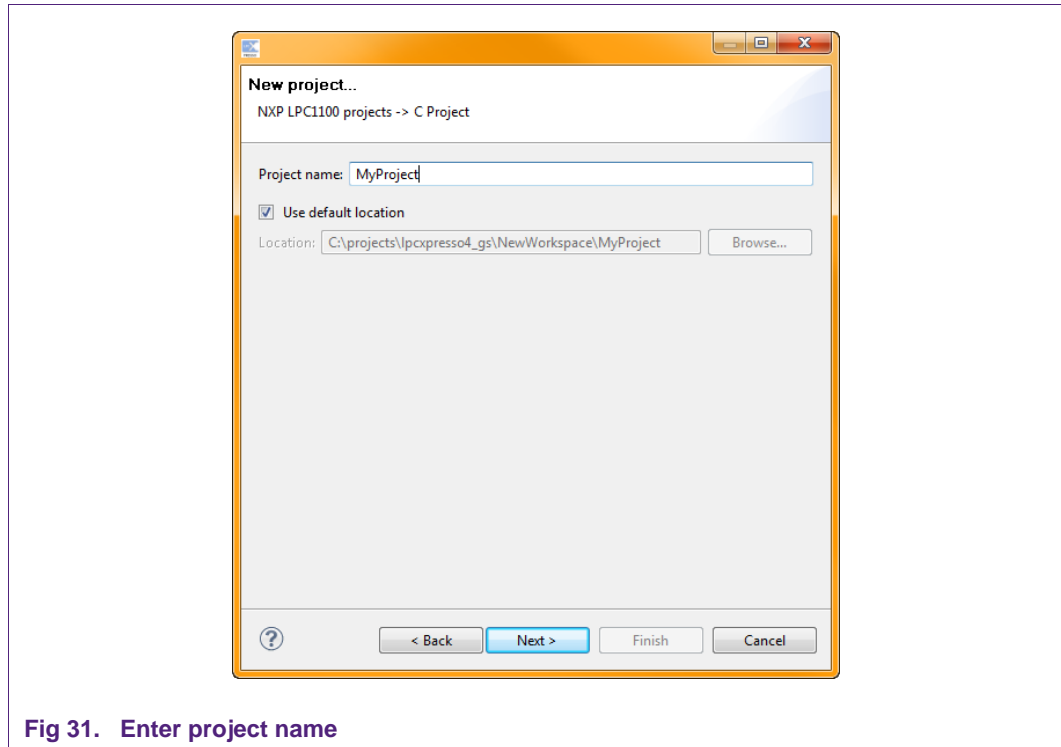 New project...
NXP LPC1100 projects -> C Project
Project name: MyProject
Use default location
Location: C:\projects\lpcxpresso4_gs\NewWorkspace\MyProject Browse...
? < Back Next > Finish Cancel
Fig 31. Enter project name